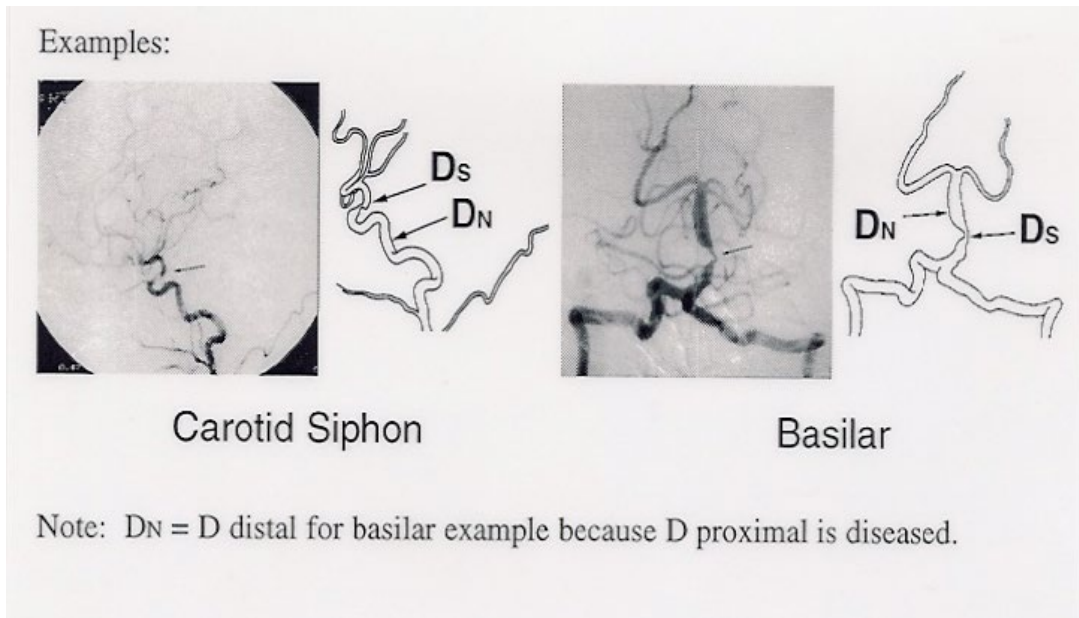 Examples:
DS
DN
DN
DS
Carotid Siphon
Basilar
Note: DN = D distal for basilar example because D proximal is diseased.